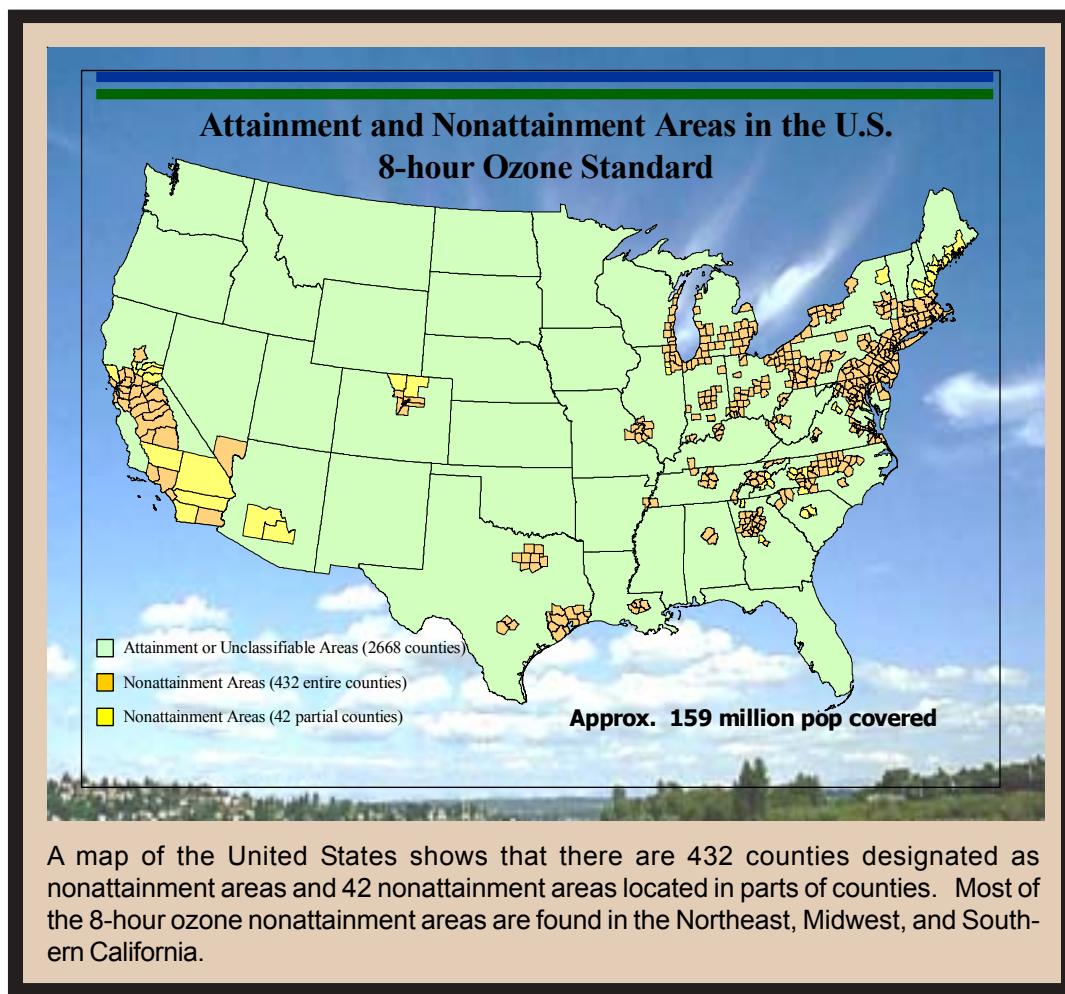 Attainment and Nonattainment Areas in the U.S.
8-hour Ozone Standard
Attainment or Unclassifiable Areas (2668 counties)
Nonattainment Areas (432 entire counties)
Nonattainment Areas (42 partial counties)
Approx. 159 million pop covered
A map of the United States shows that there are 432 counties designated as
nonattainment areas and 42 nonattainment areas located in parts of counties. Most of
the 8-hour ozone nonattainment areas are found in the Northeast, Midwest, and South-
ern California.